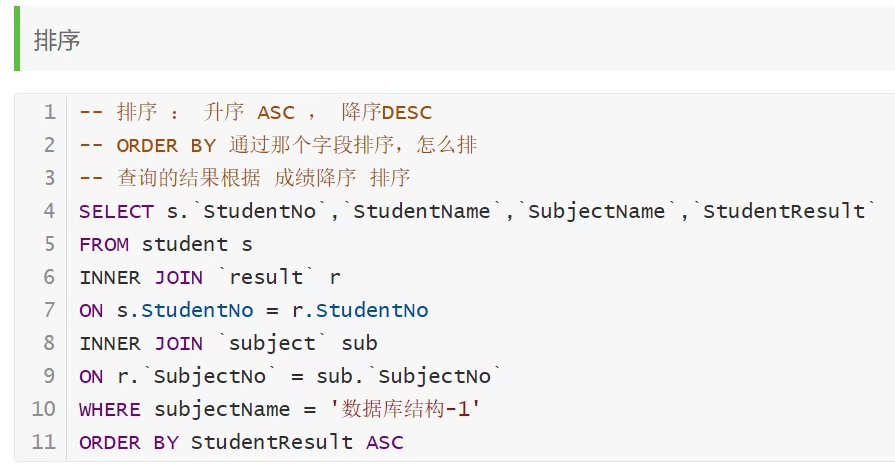 排序
1 -- 排序 ： 升序 ASC ， 降序DESC
2 -- ORDER BY 通过那个字段排序，怎么排
3 -- 查询的结果根据 成绩降序 排序
4 SELECT s.`StudentNo`,`StudentName`,`SubjectName`,`StudentResult`
5 FROM student s
6 INNER JOIN `result` r
7 ON s.StudentNo = r.StudentNo
8 INNER JOIN `subject` sub
9 ON r.`SubjectNo` = sub.`SubjectNo`
10 WHERE subjectName = '数据库结构-1'
11 ORDER BY StudentResult ASC